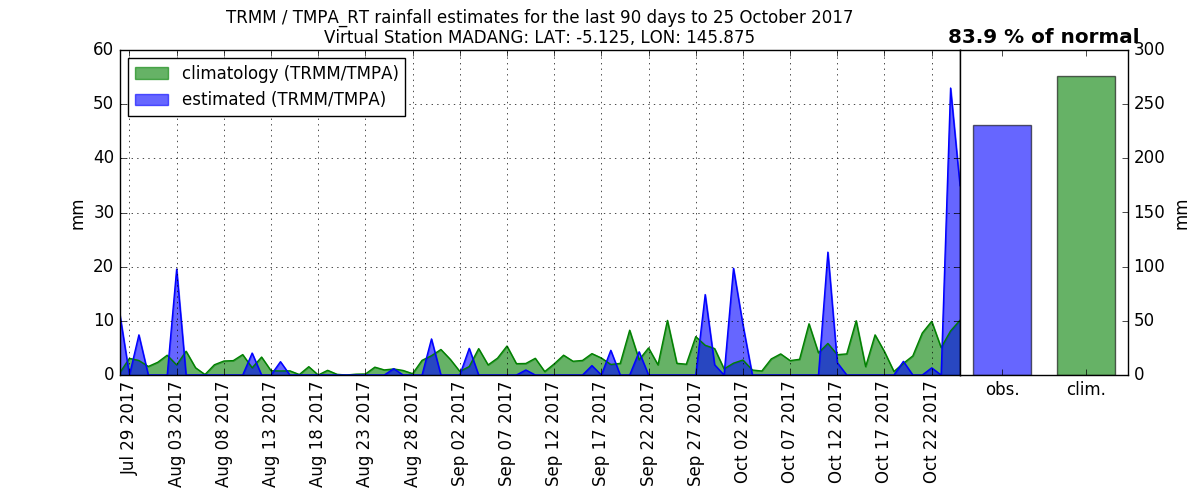 TRMM / TMPA_RT rainfall estimates for the last 90 days to 25 October 2017
Virtual Station MADANG: LAT: -5.125, LON: 145.875
83.9 % of normal
climatology (TRMM/TMPA)
estimated (TRMM/TMPA)
60
50
40
30
20
10
0
mm
Jul 29 2017
Aug 03 2017
Aug 08 2017
Aug 13 2017
Aug 18 2017
Aug 23 2017
Aug 28 2017
Sep 02 2017
Sep 07 2017
Sep 12 2017
Sep 17 2017
Sep 22 2017
Sep 27 2017
Oct 02 2017
Oct 07 2017
Oct 12 2017
Oct 17 2017
Oct 22 2017
obs.
clim.
300
250
200
150
100
50
0
mm